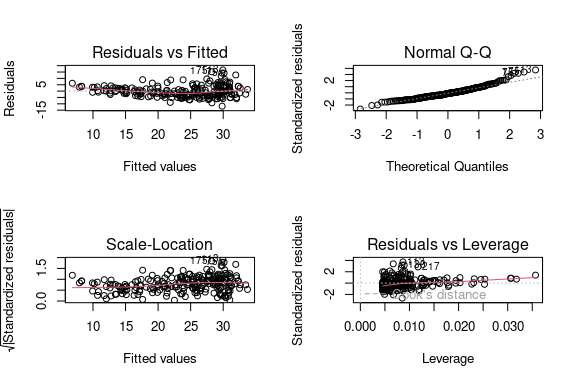 Residuals vs Fitted
Residuals
5
-15
10 15 20 25 30
Fitted values
Normal Q-Q
Standardized residuals
2
-2
-3 -2 -1 0 1 2 3
Theoretical Quantiles
Scale-Location
√|Standardized residuals|
1.5
0.0
10 15 20 25 30
Fitted values
Residuals vs Leverage
Standardized residuals
2
-2
Cook's distance
0.000 0.010 0.020 0.030
Leverage